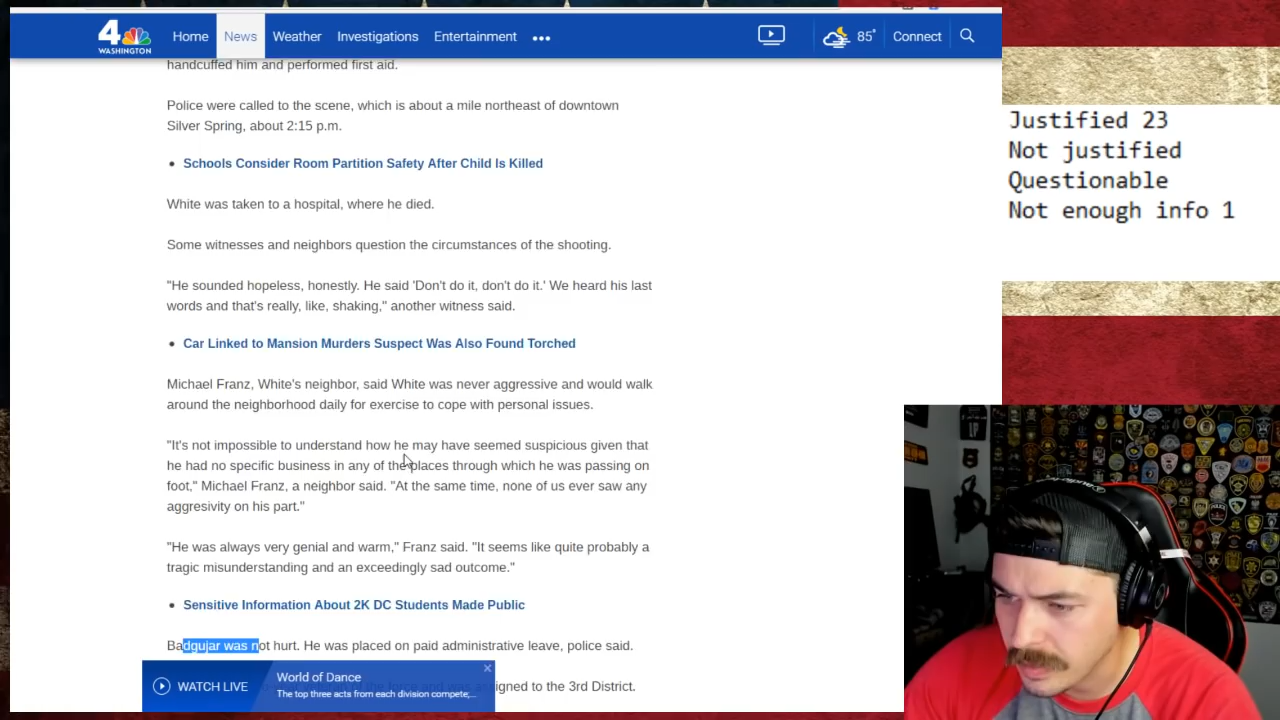 4
WASHINGTON
Home News Weather Investigations Entertainment ... 85° Connect
handcuffed him and performed first aid.
Police were called to the scene, which is about a mile northeast of downtown
Silver Spring, about 2:15 p.m.
• Schools Consider Room Partition Safety After Child Is Killed
White was taken to a hospital, where he died.
Some witnesses and neighbors question the circumstances of the shooting.
"He sounded hopeless, honestly. He said 'Don't do it, don't do it.' We heard his last
words and that's really, like, shaking," another witness said.
• Car Linked to Mansion Murders Suspect Was Also Found Torched
Michael Franz, White's neighbor, said White was never aggressive and would walk
around the neighborhood daily for exercise to cope with personal issues.
"It's not impossible to understand how he may have seemed suspicious given that
he had no specific business in any of the places through which he was passing on
foot," Michael Franz, a neighbor said. "At the same time, none of us ever saw any
aggresivity on his part."
"He was always very genial and warm," Franz said. "It seems like quite probably a
tragic misunderstanding and an exceedingly sad outcome."
• Sensitive Information About 2K DC Students Made Public
Badgujar was not hurt. He was placed on paid administrative leave, police said.
signed to the 3rd District.
WATCH LIVE
World of Dance
The top three acts from each division compete,...
Justified 23
Not justified
Questionable
Not enough info 1